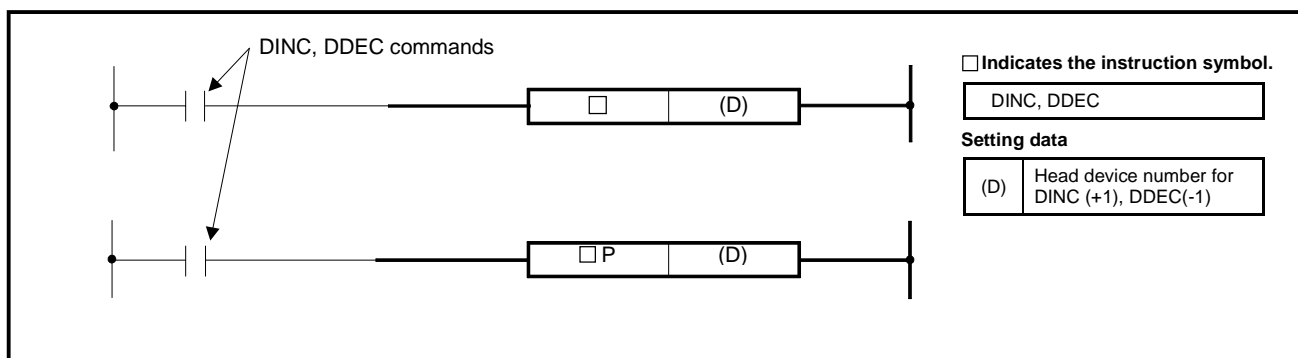 DINC, DDEC commands
□ (D)
□ P (D)
□ Indicates the instruction symbol.
DINC, DDEC
Setting data
(D) Head device number for
DINC (+1), DDEC(-1)